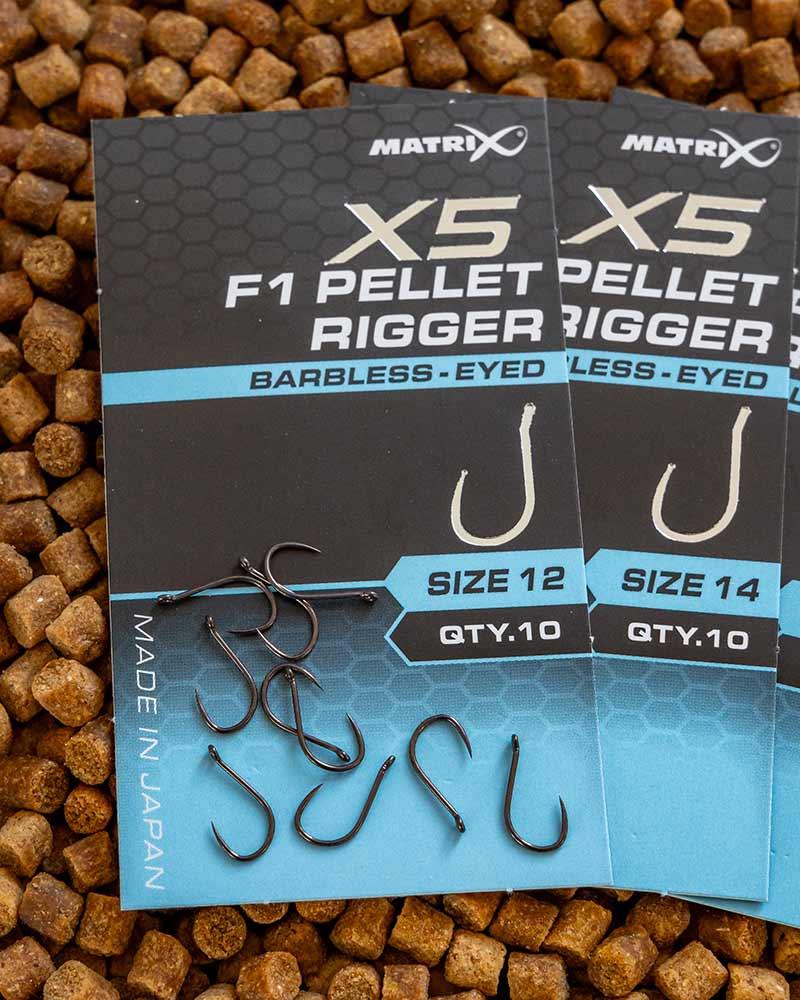 MATRIX
X5
F1 PELLET
RIGGER
BARBLESS - EYED
SIZE 12
QTY.10
MADE IN JAPAN
MATRIX
X5
PELLET
RIGGER
BLESS - EYED
SIZE 14
QTY.10